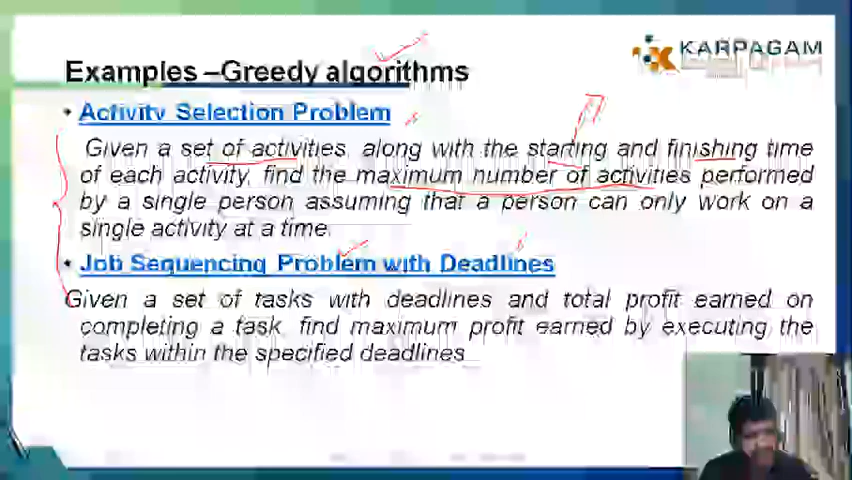 KARPAGAM
Examples –Greedy algorithms
• Activity Selection Problem
Given a set of activities, along with the starting and finishing time
of each activity, find the maximum number of activities performed
by a single person assuming that a person can only work on a
single activity at a time.
• Job Sequencing Problem with Deadlines
Given a set of tasks with deadlines and total profit earned on
completing a task, find maximum profit earned by executing the
tasks within the specified deadlines